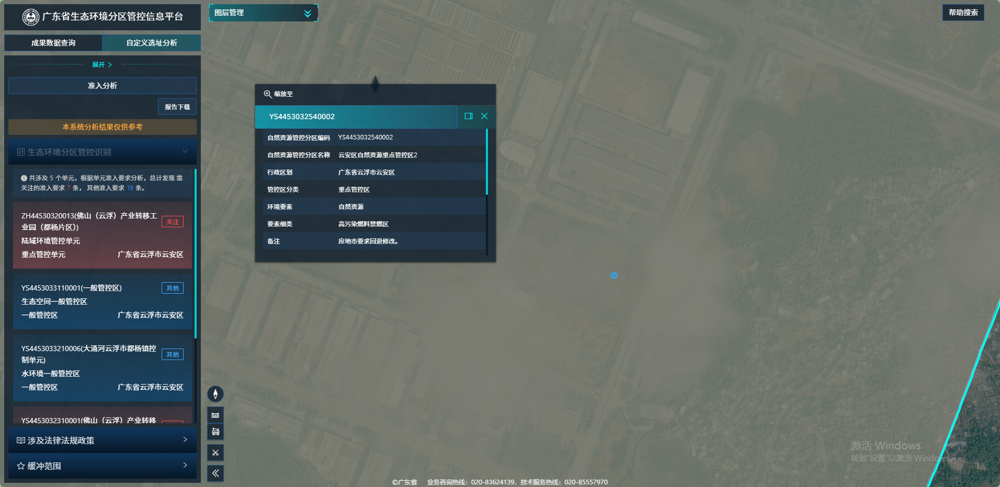 广东省生态环境分区管控信息平台
成果数据查询
自定义选址分析
展开
准入分析
报告下载
本系统分析结果仅供参考
生态环境分区管控识别
共涉及 5 个单元，根据单元准入要求分析，总计发现 需
关注的准入要求 7 条， 其他准入要求 19 条。
ZH44530320013(佛山（云浮）产业转移工
业园（都杨片区))
关注
陆域环境管控单元
重点管控单元
广东省云浮市云安区
YS4453033110001(一般管控区)
其他
生态空间一般管控区
一般管控区
广东省云浮市云安区
YS4453033210006(大涌河云浮市都杨镇控
制单元)
其他
水环境一般管控区
一般管控区
广东省云浮市云安区
YS4453032310001(佛山（云浮）产业转移
涉及法律法规政策
缓冲范围
图层管理
帮助搜索
缩放至
YS4453032540002
自然资源管控分区编码 YS4453032540002
自然资源管控分区名称 云安区自然资源重点管控区2
行政区划 广东省云浮市云安区
管控区分类 重点管控区
环境要素 自然资源
要素细类 高污染燃料禁燃区
备注 应地市要求回退修改。
激活 Windows
转到"设置"以激活 Windows。
©广东省 业务咨询热线：020-83624139，技术服务热线：020-85557970